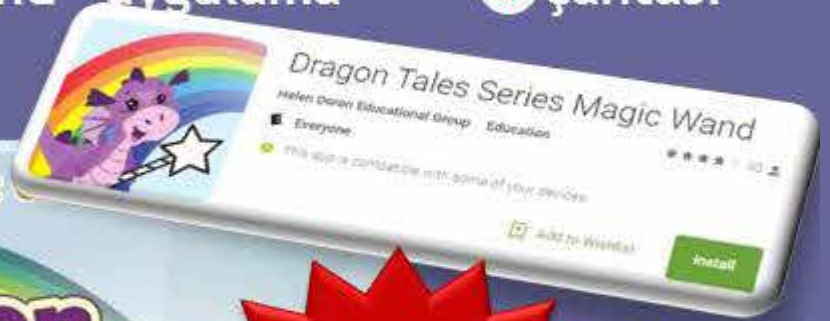 Dragon Tales Series Magic Wand
Helen Doron Educational Group Education
Everyone
This app is compatible with some of your devices
Add to Wishlist
Install